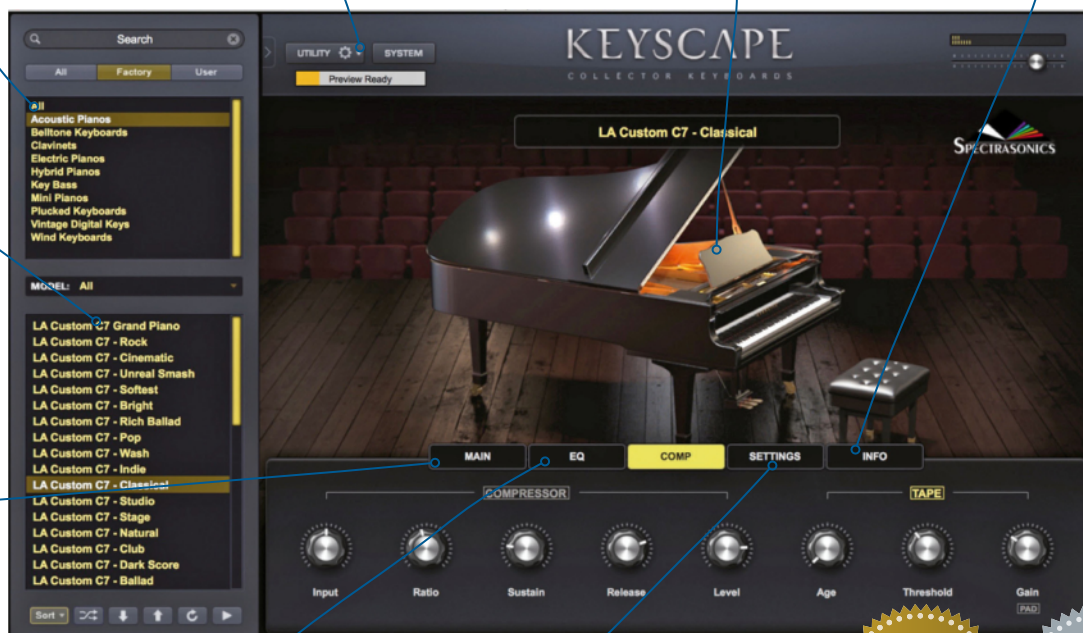 Search
All Factory User
All
Acoustic Pianos
Belltone Keyboards
Clavinets
Electric Pianos
Hybrid Pianos
Key Bass
Mini Pianos
Plucked Keyboards
Vintage Digital Keys
Wind Keyboards
MODEL: All
LA Custom C7 Grand Piano
LA Custom C7 - Rock
LA Custom C7 - Cinematic
LA Custom C7 - Unreal Smash
LA Custom C7 - Softest
LA Custom C7 - Bright
LA Custom C7 - Rich Ballad
LA Custom C7 - Pop
LA Custom C7 - Wash
LA Custom C7 - Indie
LA Custom C7 - Classical
LA Custom C7 - Studio
LA Custom C7 - Stage
LA Custom C7 - Natural
LA Custom C7 - Club
LA Custom C7 - Dark Score
LA Custom C7 - Ballad
Sort
UTILITY SYSTEM
Preview Ready
KEYSCAPE
COLLECTOR KEYBOARDS
LA Custom C7 - Classical
SPECTRASONICS
MAIN EQ COMP SETTINGS INFO
COMPRESSOR TAPE
Input Ratio Sustain Release Level Age Threshold Gain
PAD